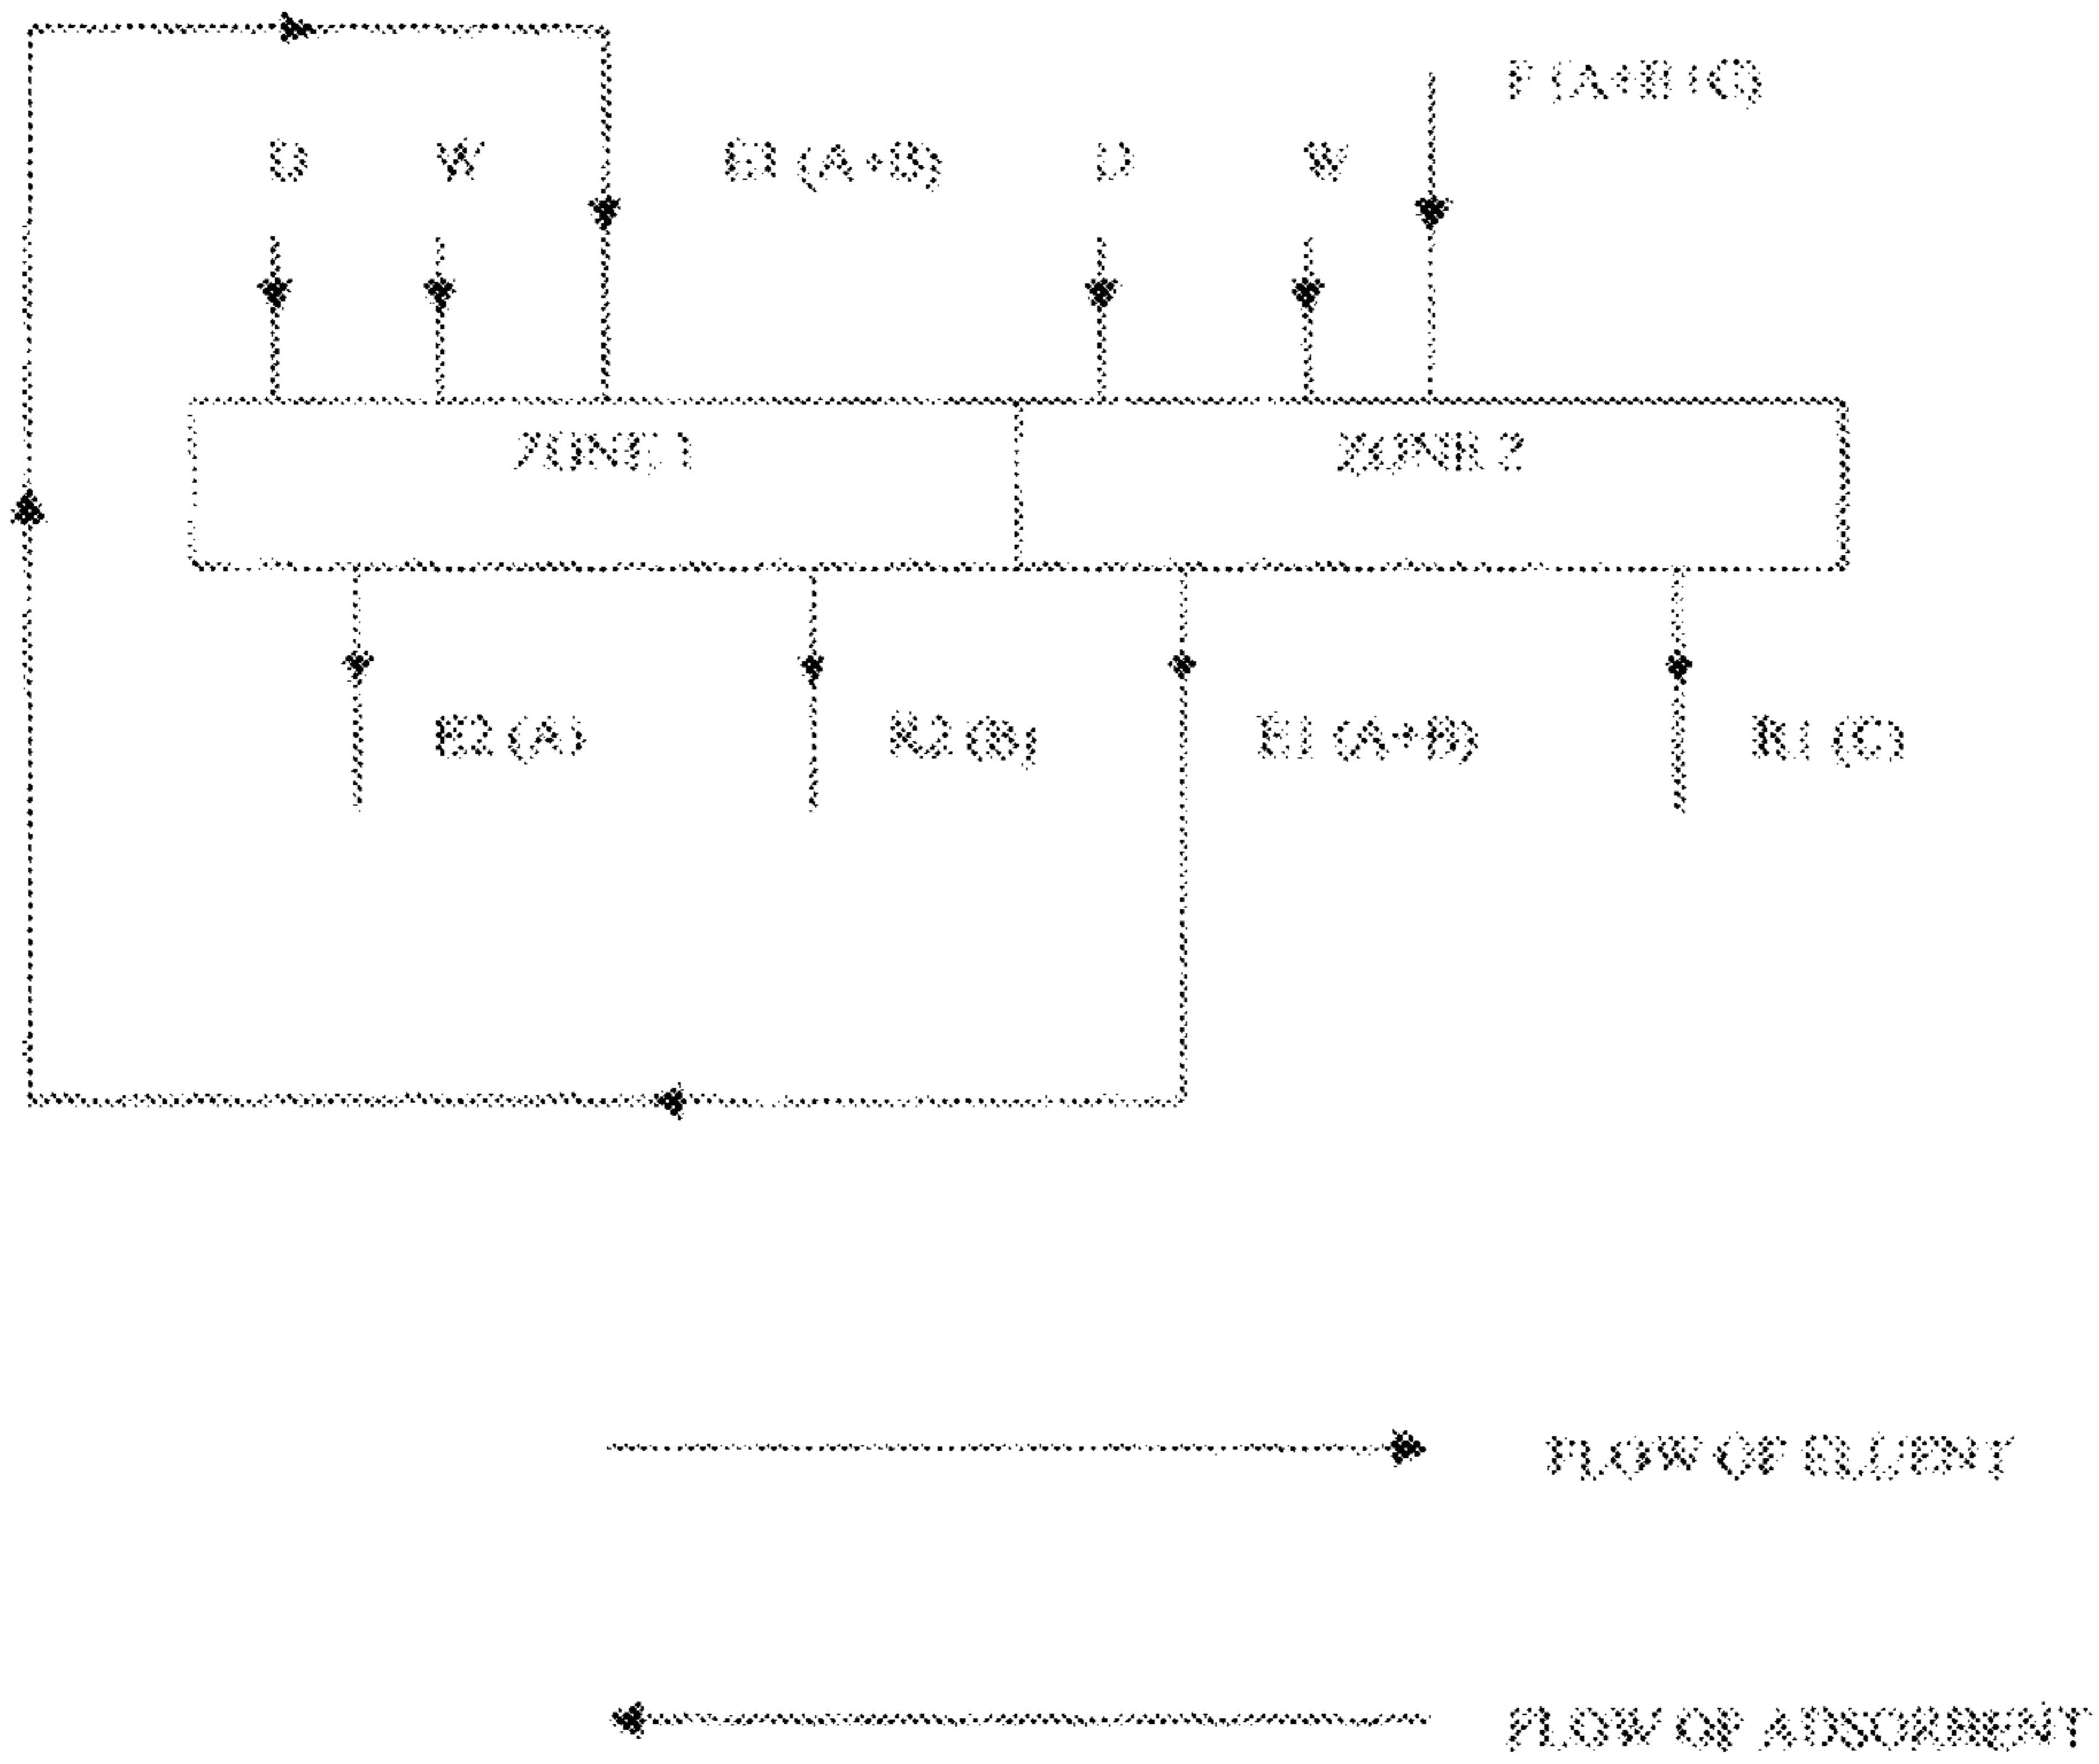 F (A+B+C)
D W E1 (A+B) D W
ZONE 1 ZONE 2
E2 (A) R2 (B) E1 (A+B) R1 (C)
FLOW OF ELUENT
FLOW OF ADSORBENT